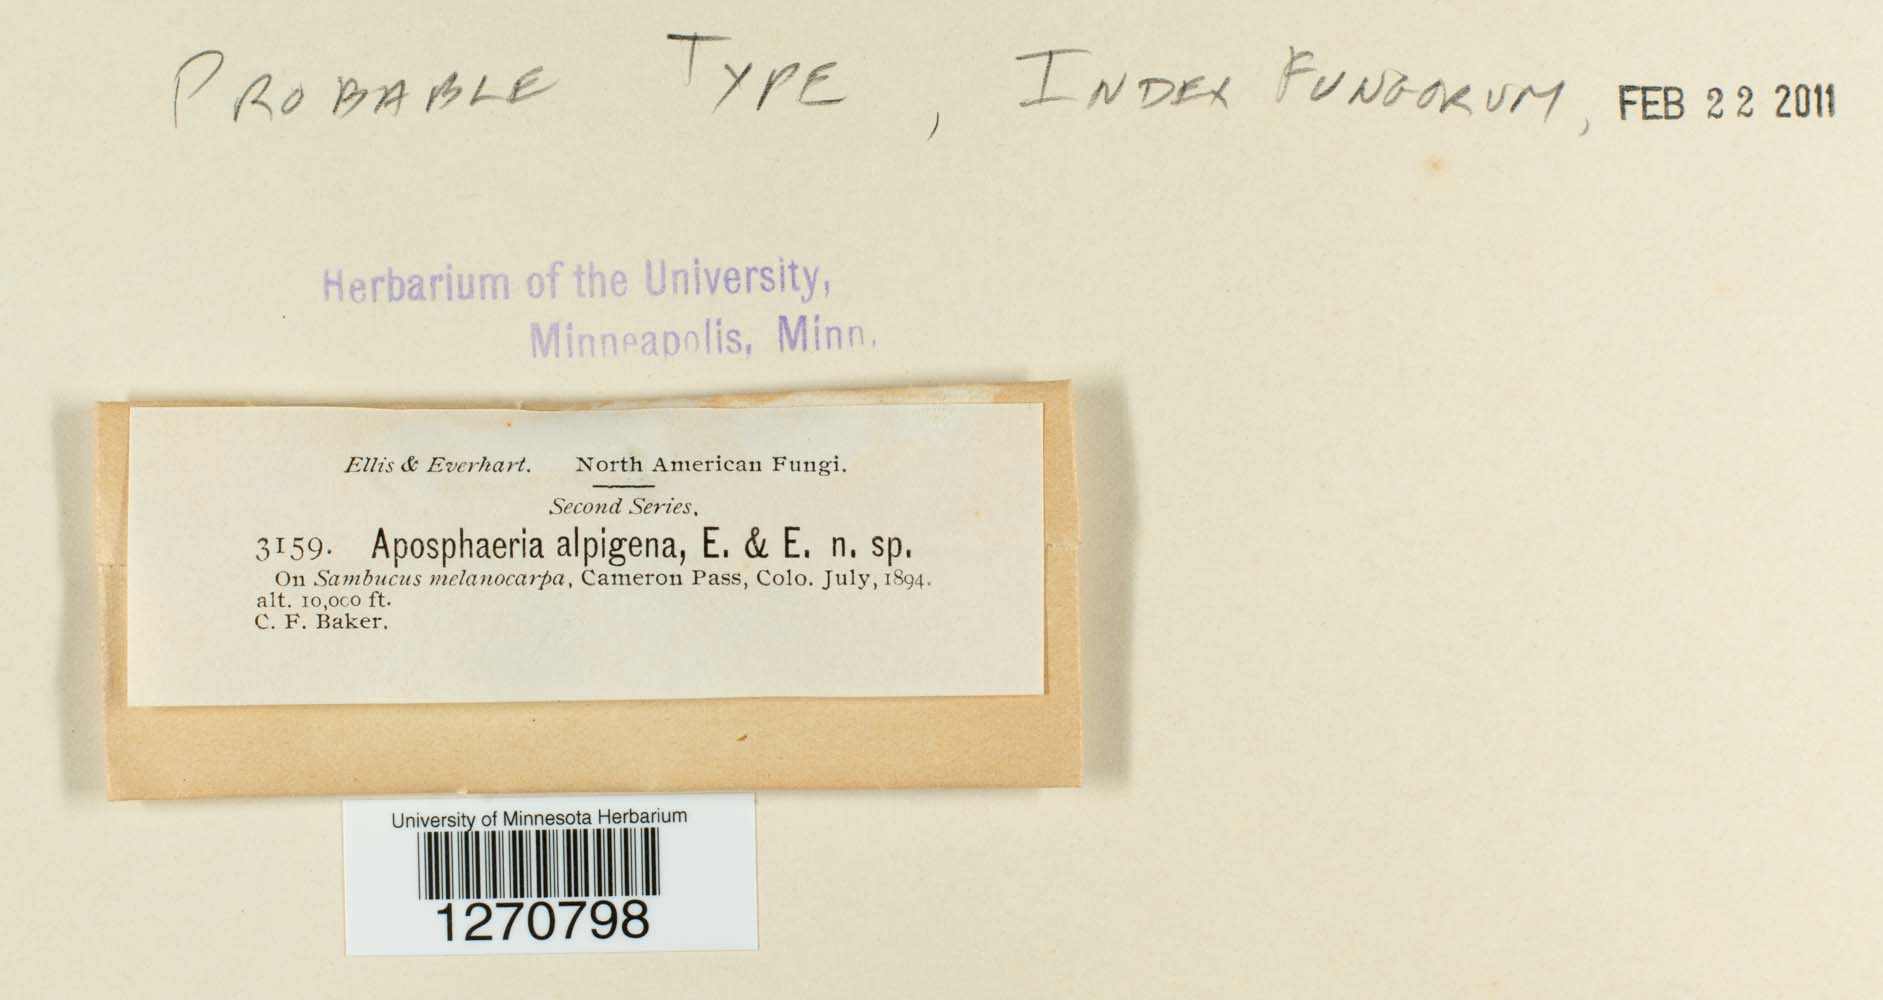 PROBABLE TYPE, INDEX FUNGORUM, FEB 22 2011
Herbarium of the University,
Minneapolis, Minn.
Ellis & Everhart. North American Fungi.
Second Series.
3159. Aposphaeria alpigena, E. & E. n. sp.
On Sambucus melanocarpa, Cameron Pass, Colo. July, 1894.
alt. 10,000 ft.
C. F. Baker.
University of Minnesota Herbarium
1270798